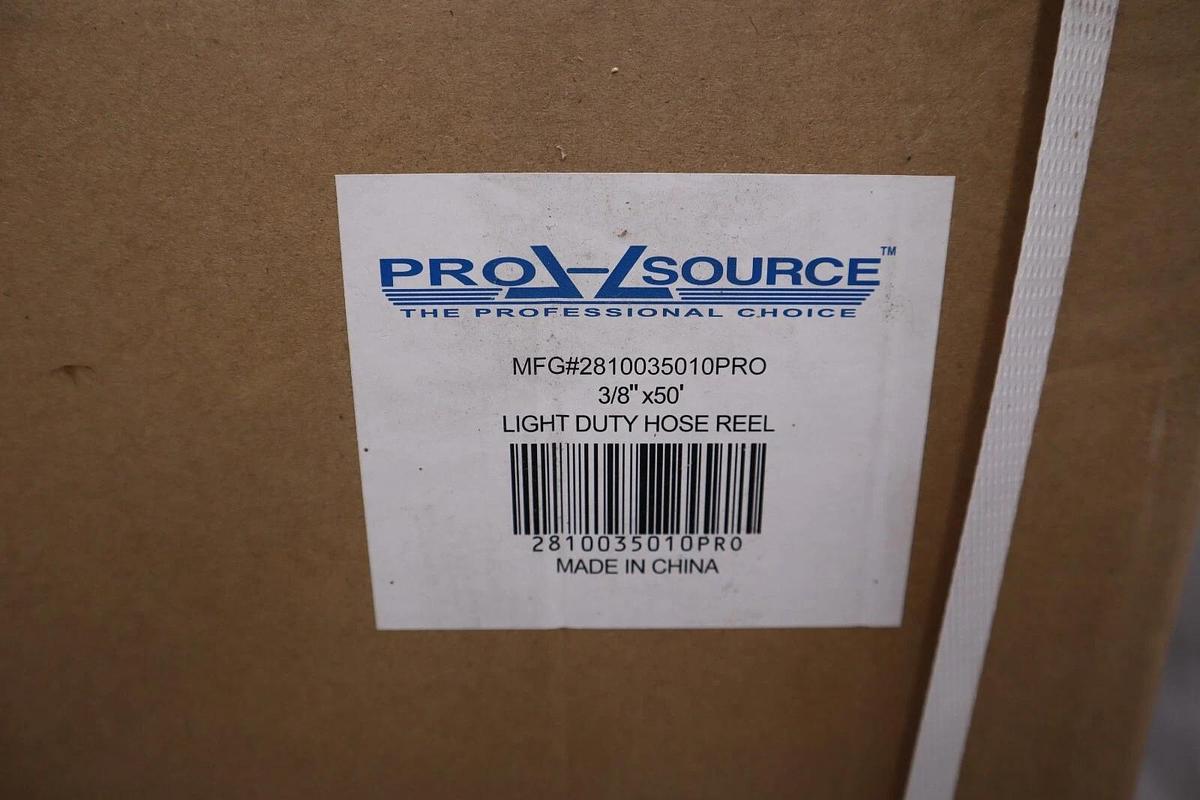 PRO SOURCE™
THE PROFESSIONAL CHOICE
MFG#2810035010PRO
3/8"x50'
LIGHT DUTY HOSE REEL
2810035010PRO
MADE IN CHINA